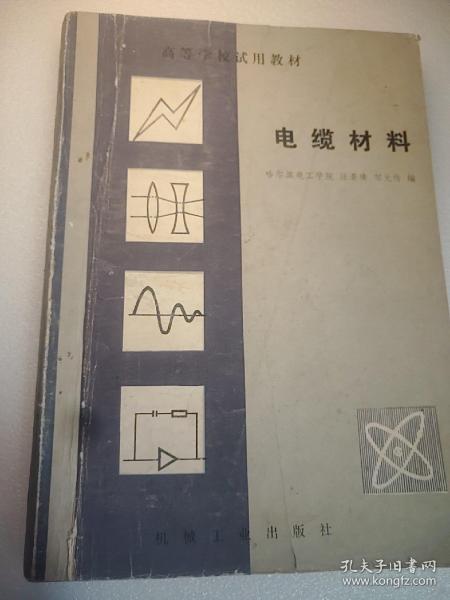 高等学校试用教材
电缆材料
哈尔滨电工学院 编
机械工业出版社
孔夫子旧书网
www.kongfz.com